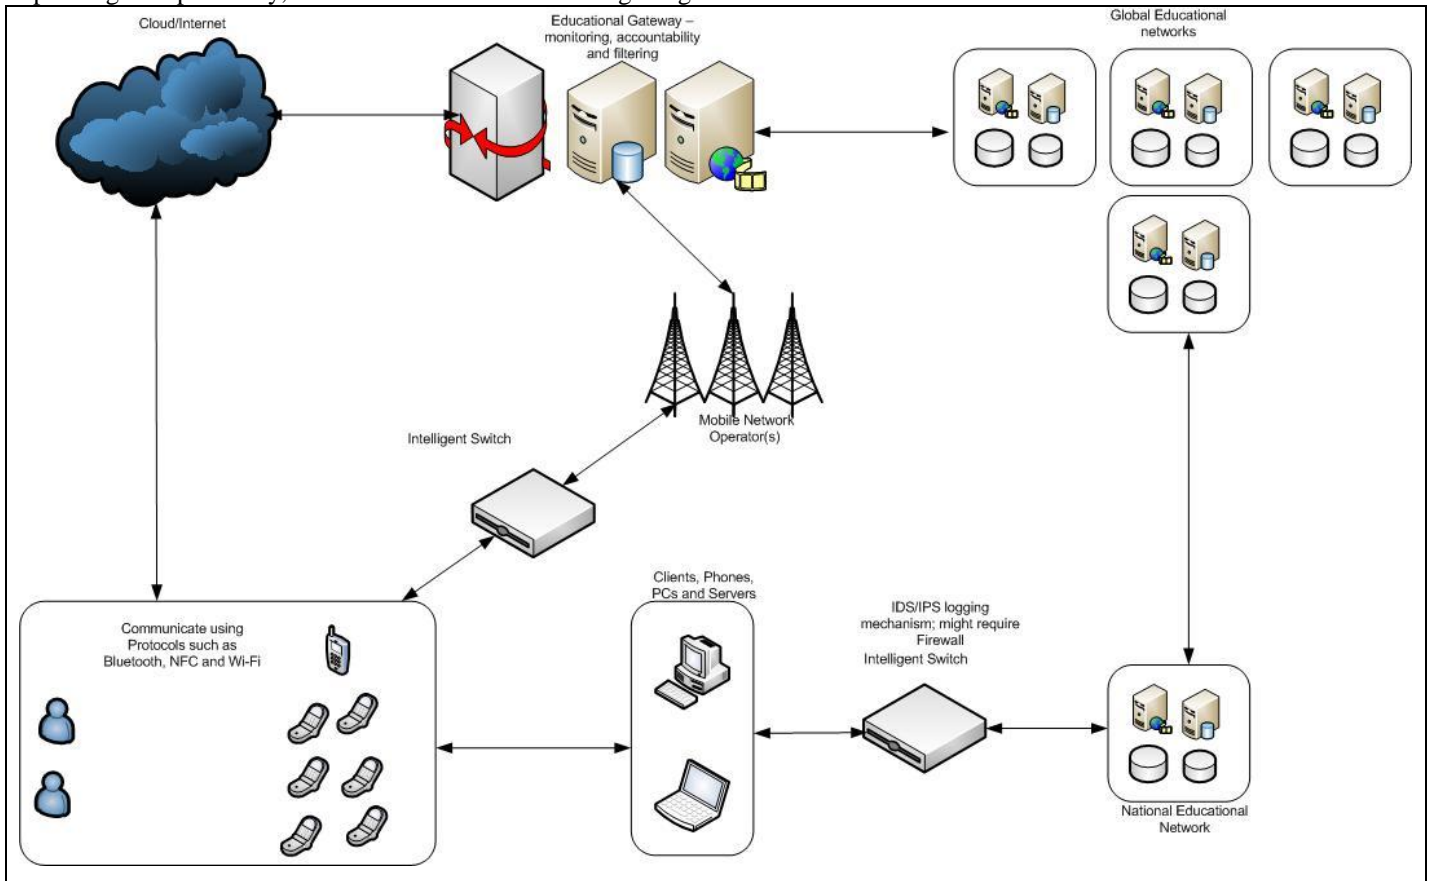 Cloud/Internet
Educational Gateway –
monitoring, accountability
and filtering
Global Educational
networks
Mobile Network
Operator(s)
Intelligent Switch
Communicate using
Protocols such as
Bluetooth, NFC and Wi-Fi
Clients, Phones,
PCs and Servers
IDS/IPS logging
mechanism; might require
Firewall
Intelligent Switch
National Educational
Network